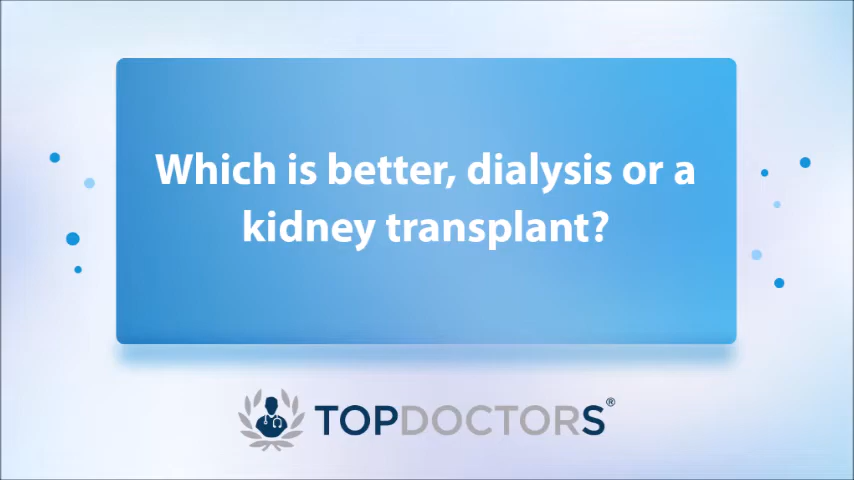 Which is better, dialysis or a
kidney transplant?
TOPDOCTORS®